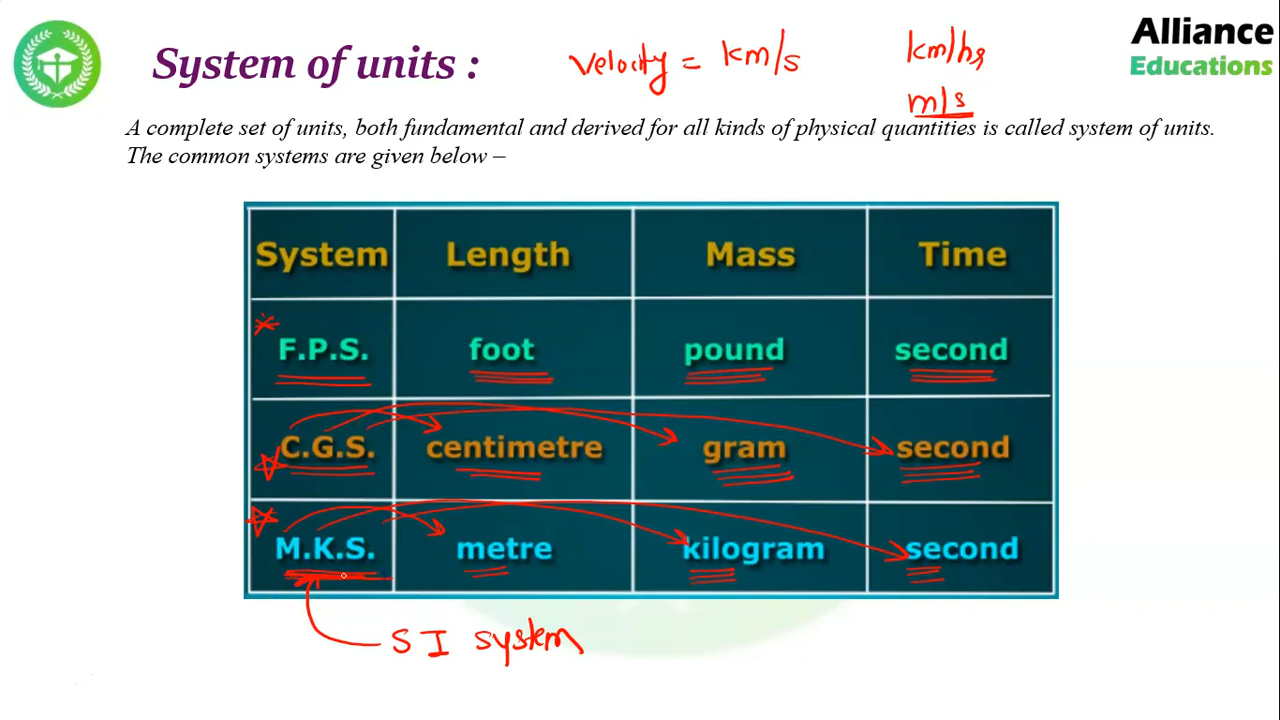 Alliance
Educations
System of units :
velocity = km/s
km/hr
m/s
A complete set of units, both fundamental and derived for all kinds of physical quantities is called system of units.
The common systems are given below –
System Length Mass Time
F.P.S. foot pound second
C.G.S. centimetre gram second
M.K.S. metre kilogram second
SI system